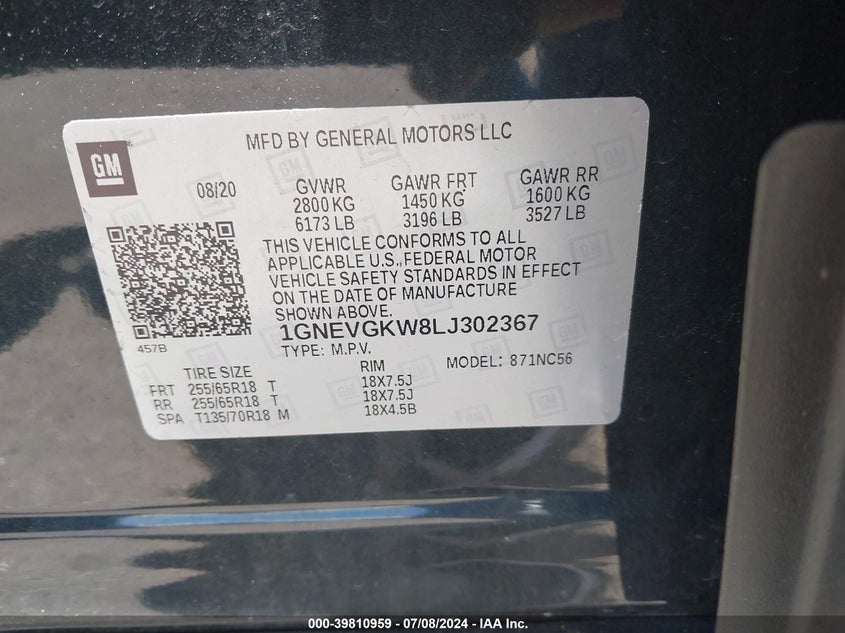 MFD BY GENERAL MOTORS LLC
GM
08/20
GVWR GAWR FRT GAWR RR
2800 KG 1450 KG 1600 KG
6173 LB 3196 LB 3527 LB
THIS VEHICLE CONFORMS TO ALL
APPLICABLE U.S. FEDERAL MOTOR
VEHICLE SAFETY STANDARDS IN EFFECT
ON THE DATE OF MANUFACTURE
SHOWN ABOVE.
1GNEVGKW8LJ302367
457B
TYPE: M.P.V. MODEL: 871NC56
TIRE SIZE RIM
FRT 255/65R18 T 18X7.5J
RR 255/65R18 T 18X7.5J
SPA T135/70R18 M 18X4.5B
000-39810959 - 07/08/2024 - IAA Inc.